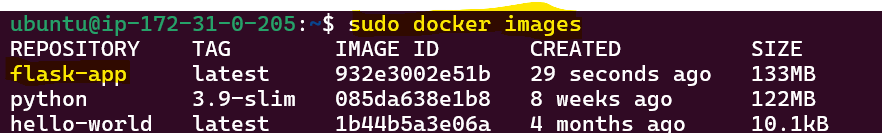 ubuntu@ip-172-31-0-205:~$ sudo docker images
REPOSITORY TAG IMAGE ID CREATED SIZE
flask-app latest 932e3002e51b 29 seconds ago 133MB
python 3.9-slim 085da638e1b8 8 weeks ago 122MB
hello-world latest 1b44b5a3e06a 4 months ago 10.1kB